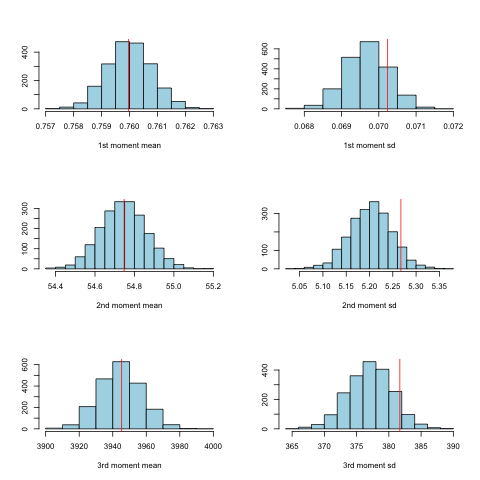 0 200 400
0.757 0.758 0.759 0.760 0.761 0.762 0.763
1st moment mean
0 200 400 600
0.068 0.069 0.070 0.071 0.072
1st moment sd
0 100 200 300
54.4 54.6 54.8 55.0 55.2
2nd moment mean
0 100 300
5.05 5.10 5.15 5.20 5.25 5.30 5.35
2nd moment sd
0 200 400 600
3900 3920 3940 3960 3980 4000
3rd moment mean
0 200 400
365 370 375 380 385 390
3rd moment sd